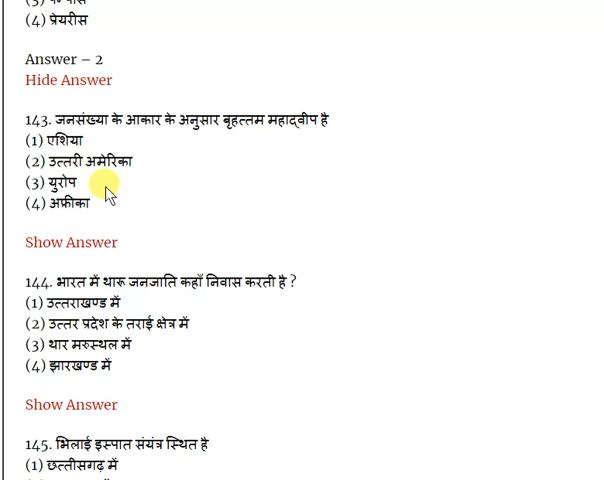 (4) प्रेयरीस
Answer – 2
Hide Answer
143. जनसंख्या के आकार के अनुसार बृहत्तम महाद्वीप है
(1) एशिया
(2) उत्तरी अमेरिका
(3) युरोप
(4) अफ्रीका
Show Answer
144. भारत में थारू जनजाति कहाँ निवास करती है ?
(1) उत्तराखण्ड में
(2) उत्तर प्रदेश के तराई क्षेत्र में
(3) थार मरुस्थल में
(4) झारखण्ड में
Show Answer
145. भिलाई इस्पात संयंत्र स्थित है
(1) छत्तीसगढ़ में